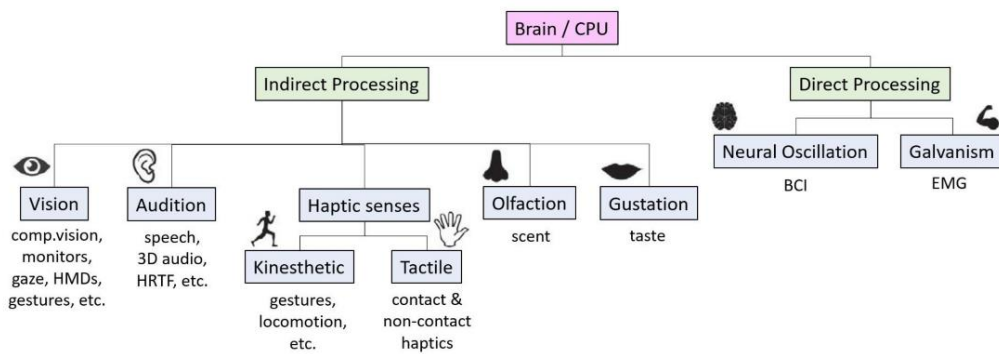 Brain / CPU
Indirect Processing
Direct Processing
Neural Oscillation
BCI
Galvanism
EMG
Vision
comp.vision,
monitors,
gaze, HMDs,
gestures, etc.
Audition
speech,
3D audio,
HRTF, etc.
Haptic senses
Kinesthetic
gestures,
locomotion,
etc.
Tactile
contact &
non-contact
haptics
Olfaction
scent
Gustation
taste